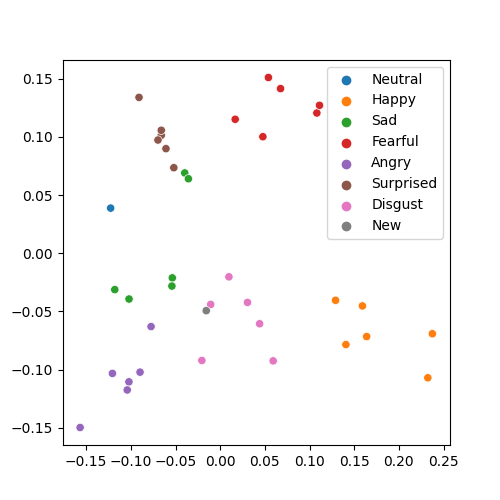 0.15
0.10
0.05
0.00
−0.05
−0.10
−0.15
−0.15 −0.10 −0.05 0.00 0.05 0.10 0.15 0.20 0.25
Neutral
Happy
Sad
Fearful
Angry
Surprised
Disgust
New